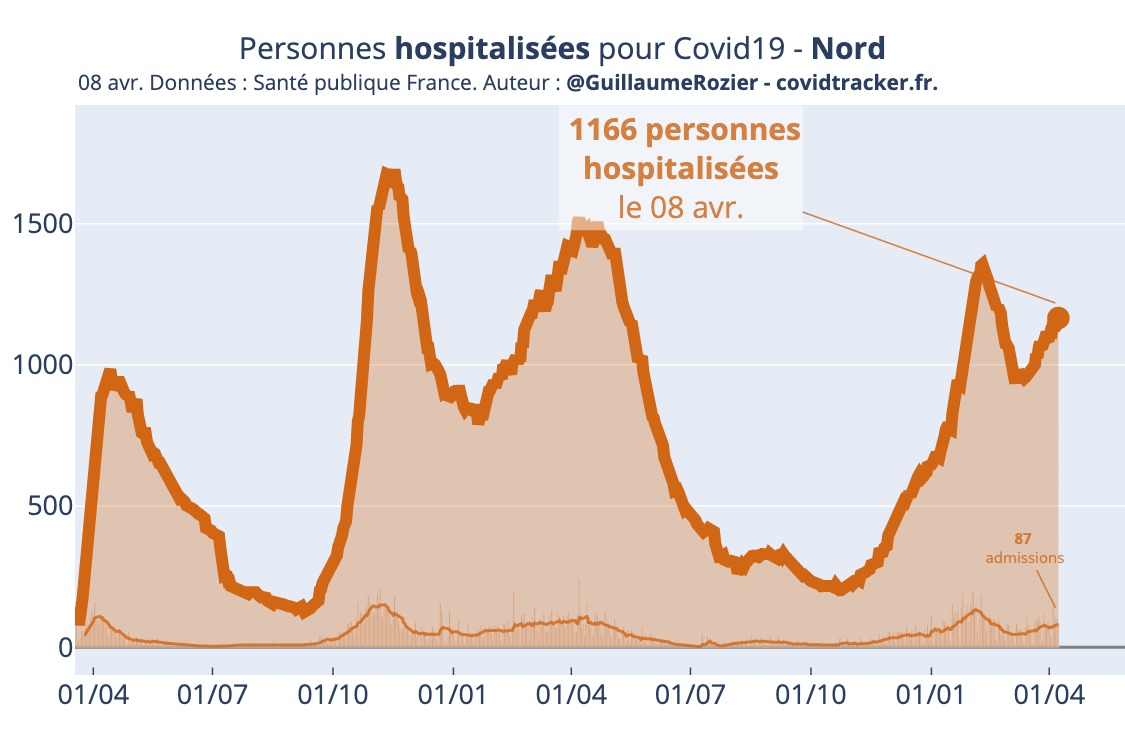 Personnes hospitalisées pour Covid19 - Nord
08 avr. Données : Santé publique France. Auteur : @GuillaumeRozier - covidtracker.fr.
1166 personnes
hospitalisées
le 08 avr.
1500
1000
500
0
87
admissions
01/04 01/07 01/10 01/01 01/04 01/07 01/10 01/01 01/04